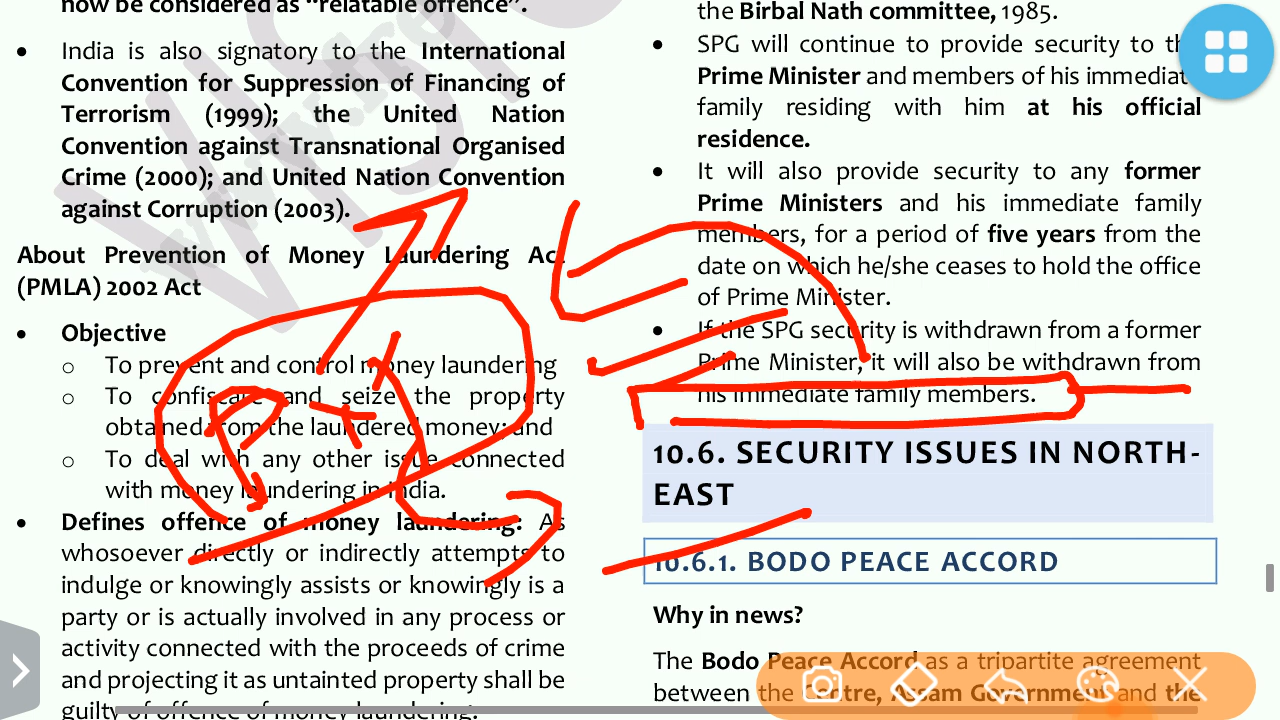 now be considered as “relatable offence”.
• India is also signatory to the International
Convention for Suppression of Financing of
Terrorism (1999); the United Nation
Convention against Transnational Organised
Crime (2000); and United Nation Convention
against Corruption (2003).
About Prevention of Money Laundering Act
(PMLA) 2002 Act
• Objective
o To prevent and control money laundering
o To confiscate and seize the property
obtained from the laundered money; and
o To deal with any other issue connected
with money laundering in India.
• Defines offence of money laundering: As
whosoever directly or indirectly attempts to
indulge or knowingly assists or knowingly is a
party or is actually involved in any process or
activity connected with the proceeds of crime
and projecting it as untainted property shall be
guilty of offence of money laundering.
the Birbal Nath committee, 1985.
• SPG will continue to provide security to the
Prime Minister and members of his immediate
family residing with him at his official
residence.
• It will also provide security to any former
Prime Ministers and his immediate family
members, for a period of five years from the
date on which he/she ceases to hold the office
of Prime Minister.
• If the SPG security is withdrawn from a former
Prime Minister, it will also be withdrawn from
his immediate family members.
10.6. SECURITY ISSUES IN NORTH-
EAST
10.6.1. BODO PEACE ACCORD
Why in news?
The Bodo Peace Accord as a tripartite agreement
between the Centre, Assam Government and the